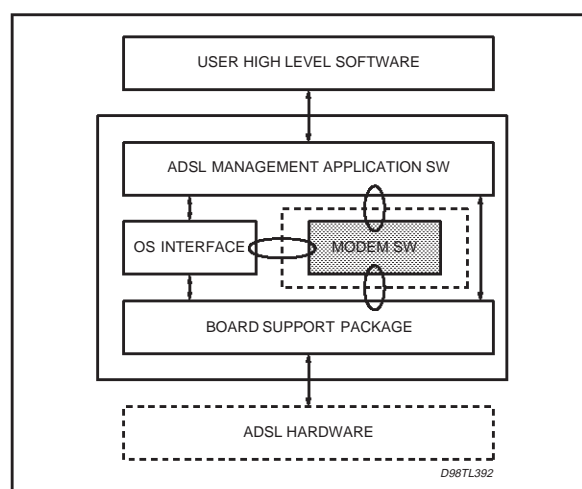 USER HIGH LEVEL SOFTWARE
ADSL MANAGEMENT APPLICATION SW
OS INTERFACE
MODEM SW
BOARD SUPPORT PACKAGE
ADSL HARDWARE
D98TL392